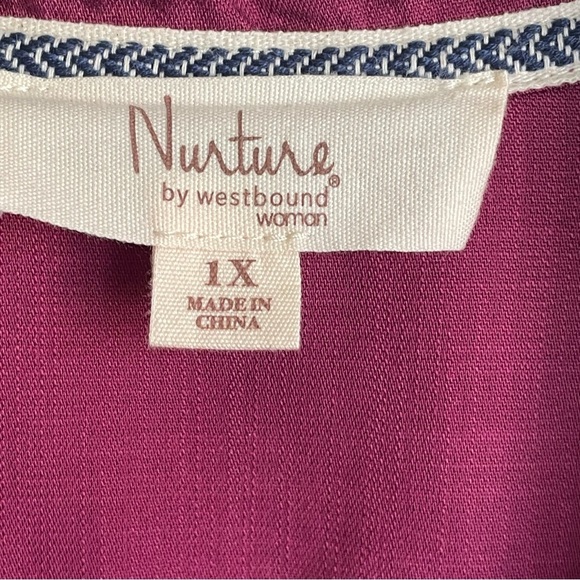 Nurture
by westbound®
woman
1X
MADE IN
CHINA